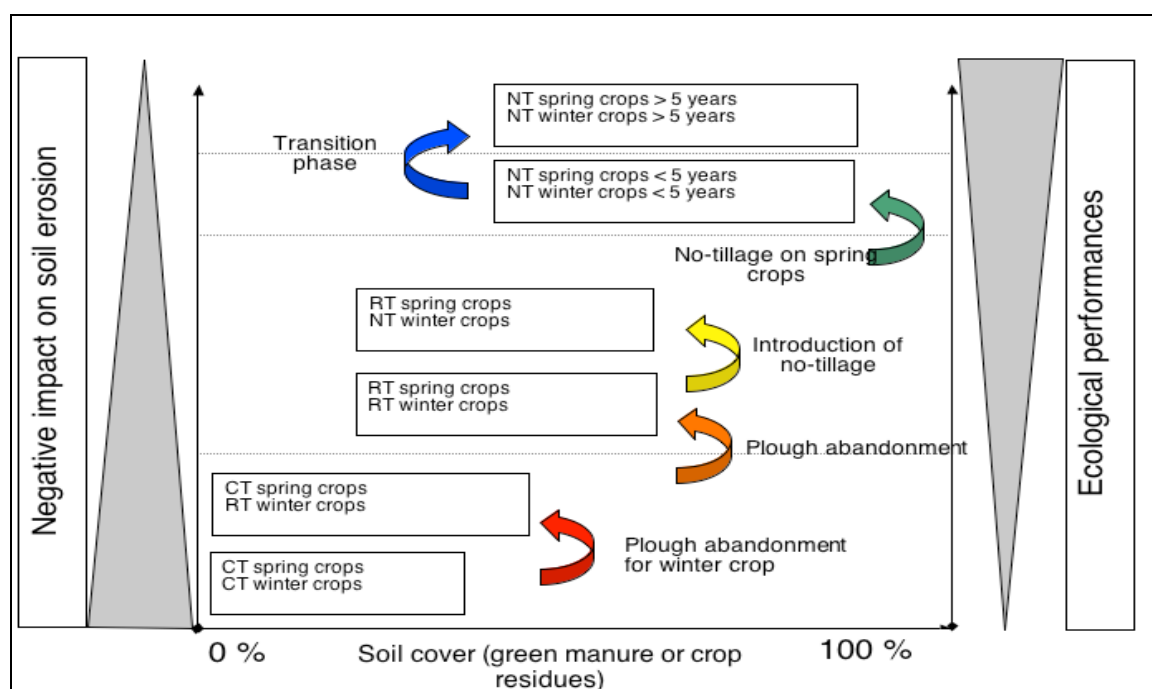 Negative impact on soil erosion
NT spring crops > 5 years
NT winter crops > 5 years
Transition
phase
NT spring crops < 5 years
NT winter crops < 5 years
No-tillage on spring
crops
RT spring crops
NT winter crops
Introduction of
no-tillage
RT spring crops
RT winter crops
Plough abandonment
CT spring crops
RT winter crops
Plough abandonment
for winter crop
CT spring crops
CT winter crops
0 %
Soil cover (green manure or crop
residues)
100 %
Ecological performances